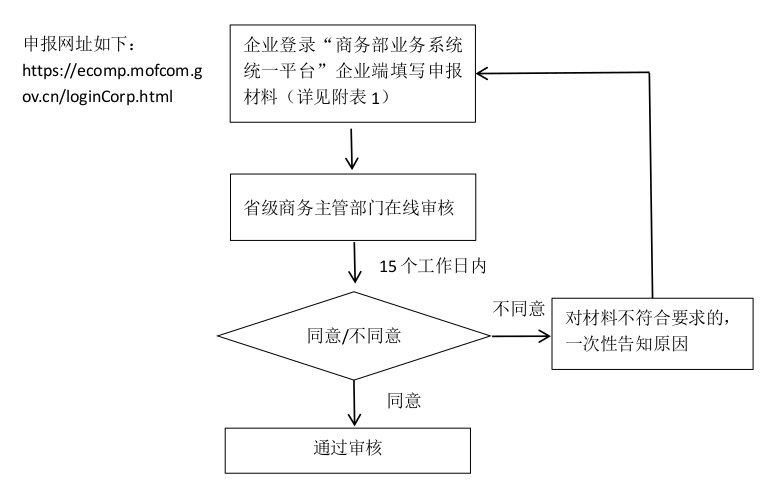 申报网址如下：
https://ecomp.mofcom.g
ov.cn/loginCorp.html
企业登录“商务部业务系统
统一平台”企业端填写申报
材料（详见附表1）
省级商务主管部门在线审核
15个工作日内
同意/不同意
不同意
对材料不符合要求的，
一次性告知原因
同意
通过审核